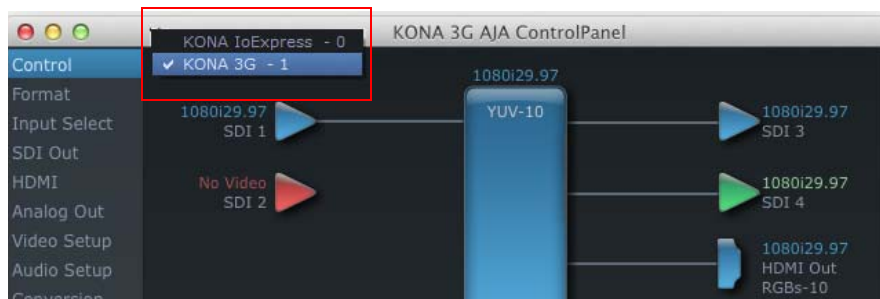 KONA 3G AJA ControlPanel
KONA IoExpress - 0
✓ KONA 3G - 1
Control
Format
Input Select
SDI Out
HDMI
Analog Out
Video Setup
Audio Setup
Conversion
1080i29.97
YUV-10
1080i29.97
SDI 1
No Video
SDI 2
1080i29.97
SDI 3
1080i29.97
SDI 4
1080i29.97
HDMI Out
RGBs-10